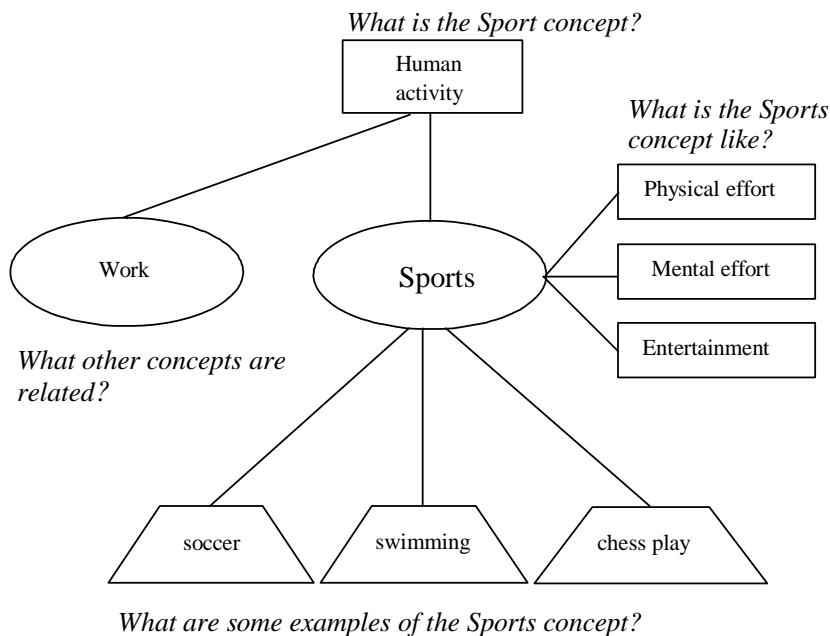 What is the Sport concept?
Human
activity
What is the Sports
concept like?
Physical effort
Work
Sports
Mental effort
Entertainment
What other concepts are
related?
soccer
swimming
chess play
What are some examples of the Sports concept?